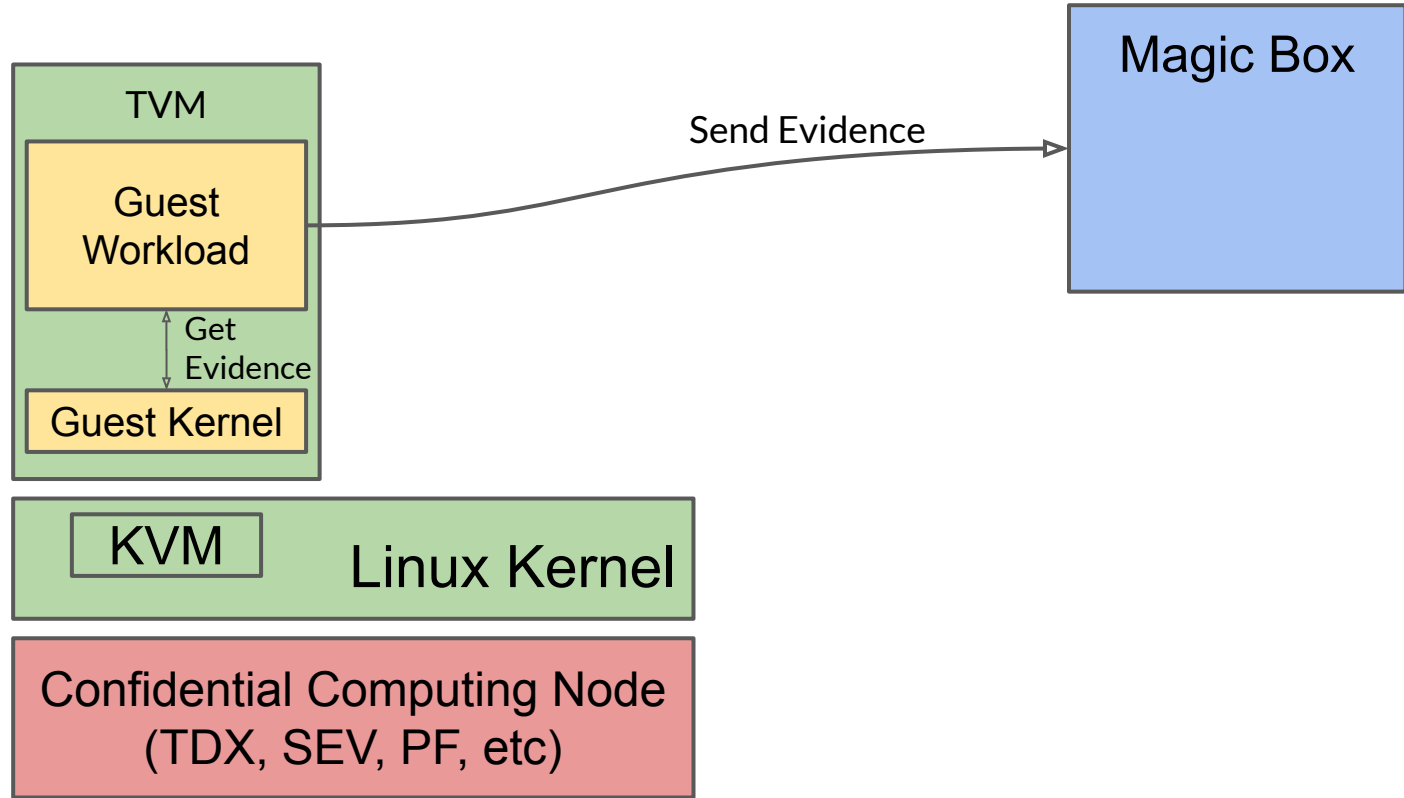 Magic Box
TVM
Send Evidence
Guest
Workload
Get
Evidence
Guest Kernel
KVM
Linux Kernel
Confidential Computing Node
(TDX, SEV, PF, etc)